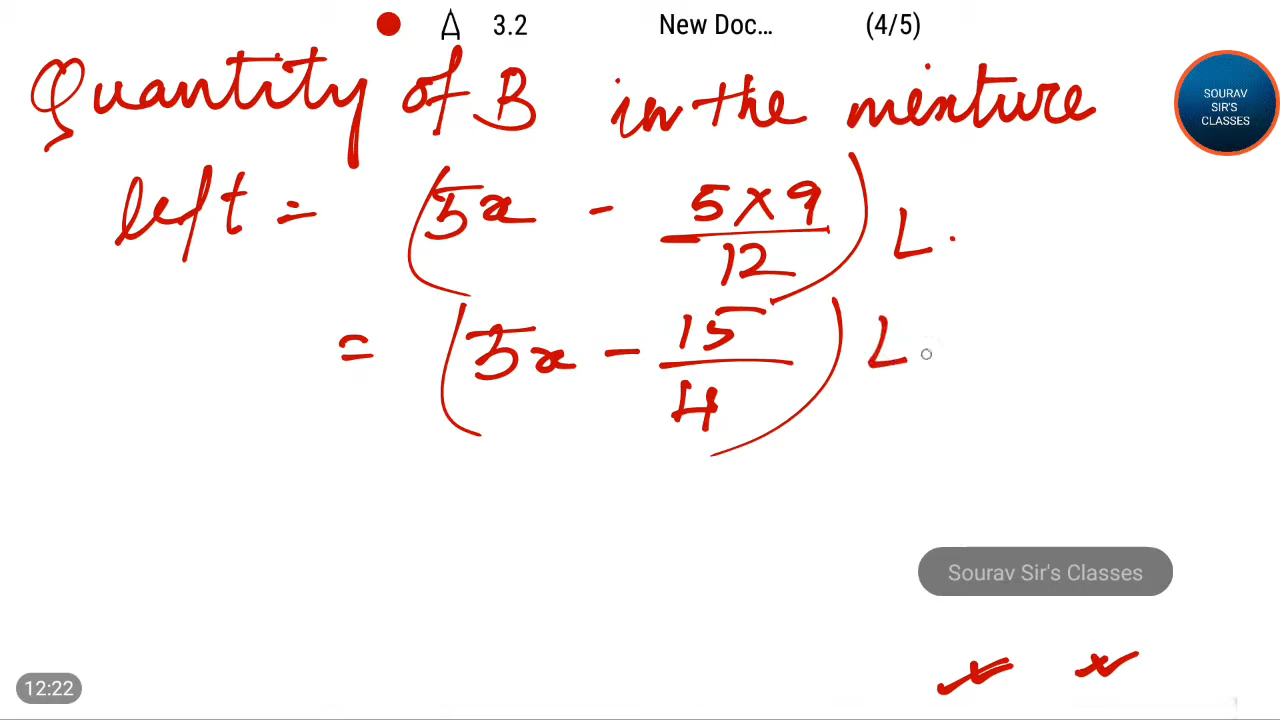 Δ 3.2 New Doc... (4/5)
Quantity of B in the mixture
SOURAV
SIR'S
CLASSES
left = (5x - 5×9/12) L.
= (5x - 15/4) L
Sourav Sir's Classes
12:22